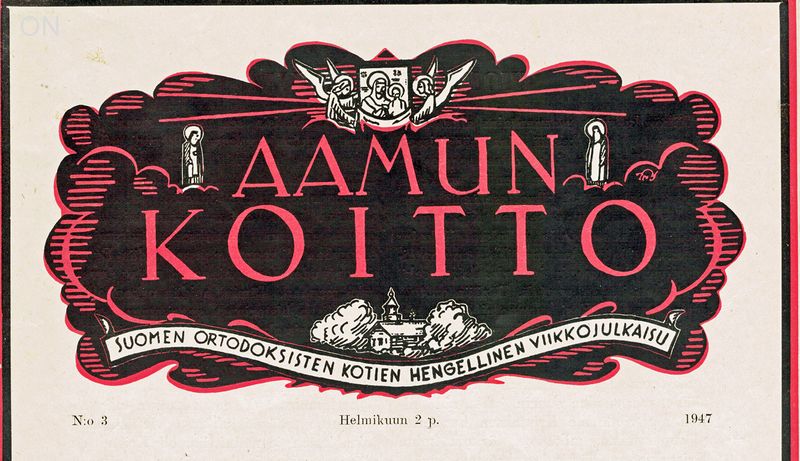 ON
AAMUN
KOITTO
SUOMEN ORTODOKSISTEN KOTIEN HENGELLINEN VIIKKOJULKAISU
N:o 3 Helmikuun 2 p. 1947